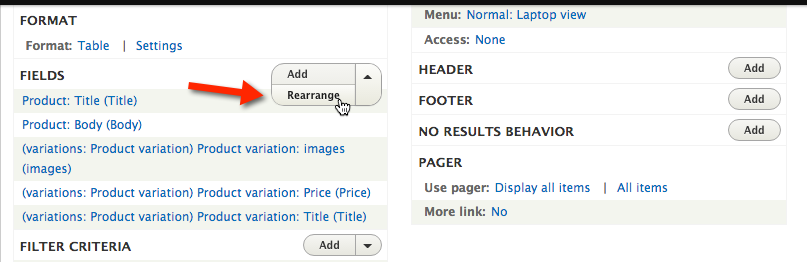 FORMAT
Format: Table | Settings
FIELDS
Add
Rearrange
Product: Title (Title)
Product: Body (Body)
(variations: Product variation) Product variation: images
(images)
(variations: Product variation) Product variation: Price (Price)
(variations: Product variation) Product variation: Title (Title)
FILTER CRITERIA Add
Menu: Normal: Laptop view
Access: None
HEADER Add
FOOTER Add
NO RESULTS BEHAVIOR Add
PAGER
Use pager: Display all items | All items
More link: No